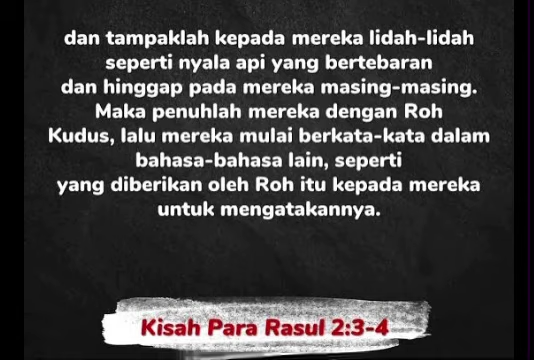 dan tampaklah kepada mereka lidah-lidah
seperti nyala api yang bertebaran
dan hinggap pada mereka masing-masing.
Maka penuhlah mereka dengan Roh
Kudus, lalu mereka mulai berkata-kata dalam
bahasa-bahasa lain, seperti
yang diberikan oleh Roh itu kepada mereka
untuk mengatakannya.
Kisah Para Rasul 2:3-4